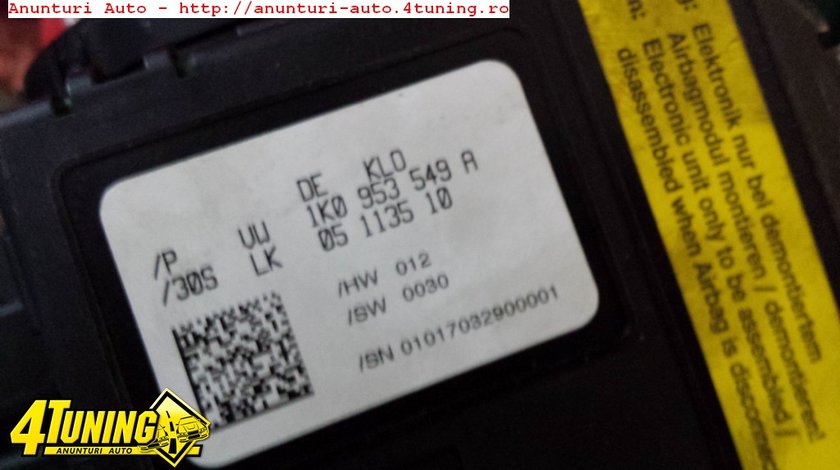 Anunturi Auto - http://anunturi-auto.4tuning.ro
DE KLO
/P VW 1K0 953 549 A
/30S LK 05 1135 10
/HW 012
/SW 0030
/SN 01017032900001
g: Elektronik nur bei demontiertem
Airbagmodul montieren / demontieren!
n: Electronic unit only to be assembled /
disassembled when Airbag is
4TUNING
ANUNTURI AUTO